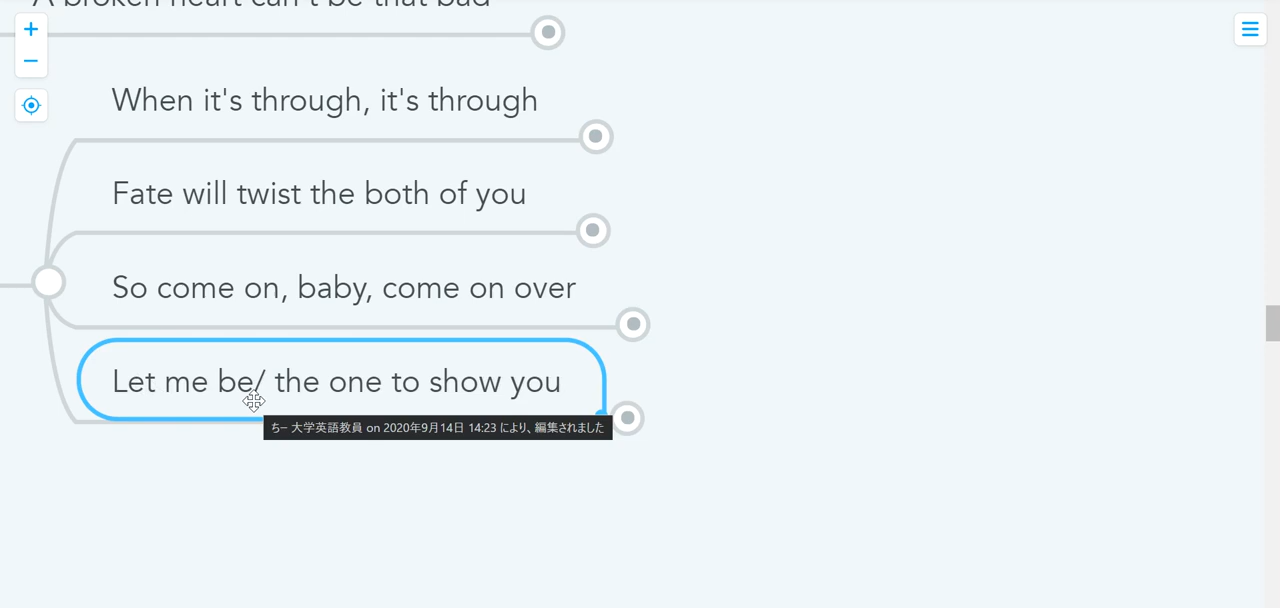 A broken heart can't be that bad
When it's through, it's through
Fate will twist the both of you
So come on, baby, come on over
Let me be/ the one to show you
ちー 大学英語教員 on 2020年9月14日 14:23 により、編集されました